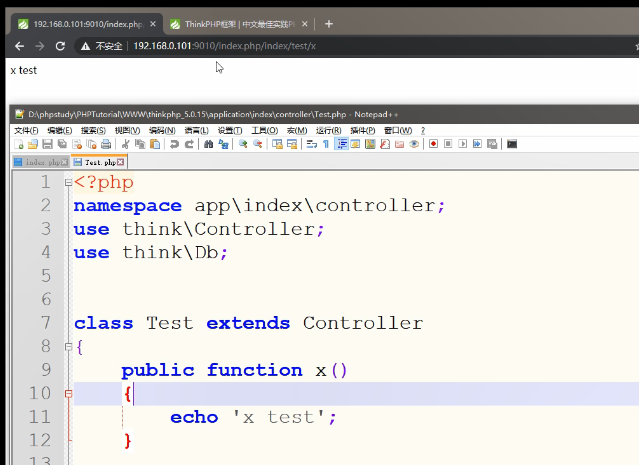 192.168.0.101:9010/index.php
ThinkPHP框架 | 中文最佳实践P
不安全 | 192.168.0.101:9010/index.php/index/test/x
x test
D:\phpstudy\PHPTutorial\WWW\thinkphp_5.0.15\application\index\controller\Test.php - Notepad++
文件(F) 编辑(E) 搜索(S) 视图(V) 编码(N) 语言(L) 设置(T) 工具(O) 宏(M) 运行(R) 插件(P) 窗口(W) ?
index.php Test.php
1 <?php
2 namespace app\index\controller;
3 use think\Controller;
4 use think\Db;
5
6
7 class Test extends Controller
8 {
9 public function x()
10 {
11 echo 'x test';
12 }
13